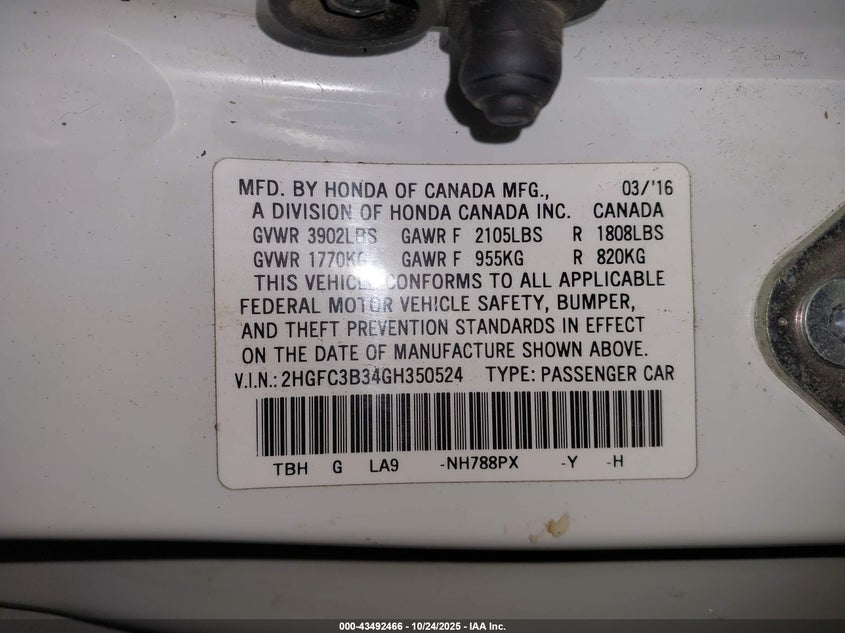 MFD. BY HONDA OF CANADA MFG., 03/'16
A DIVISION OF HONDA CANADA INC. CANADA
GVWR 3902LBS GAWR F 2105LBS R 1808LBS
GVWR 1770KG GAWR F 955KG R 820KG
THIS VEHICLE CONFORMS TO ALL APPLICABLE
FEDERAL MOTOR VEHICLE SAFETY, BUMPER,
AND THEFT PREVENTION STANDARDS IN EFFECT
ON THE DATE OF MANUFACTURE SHOWN ABOVE.
V.I.N.: 2HGFC3B34GH350524 TYPE: PASSENGER CAR
TBH G LA9 -NH788PX -Y -H
000-43492466 - 10/24/2025 - IAA Inc.